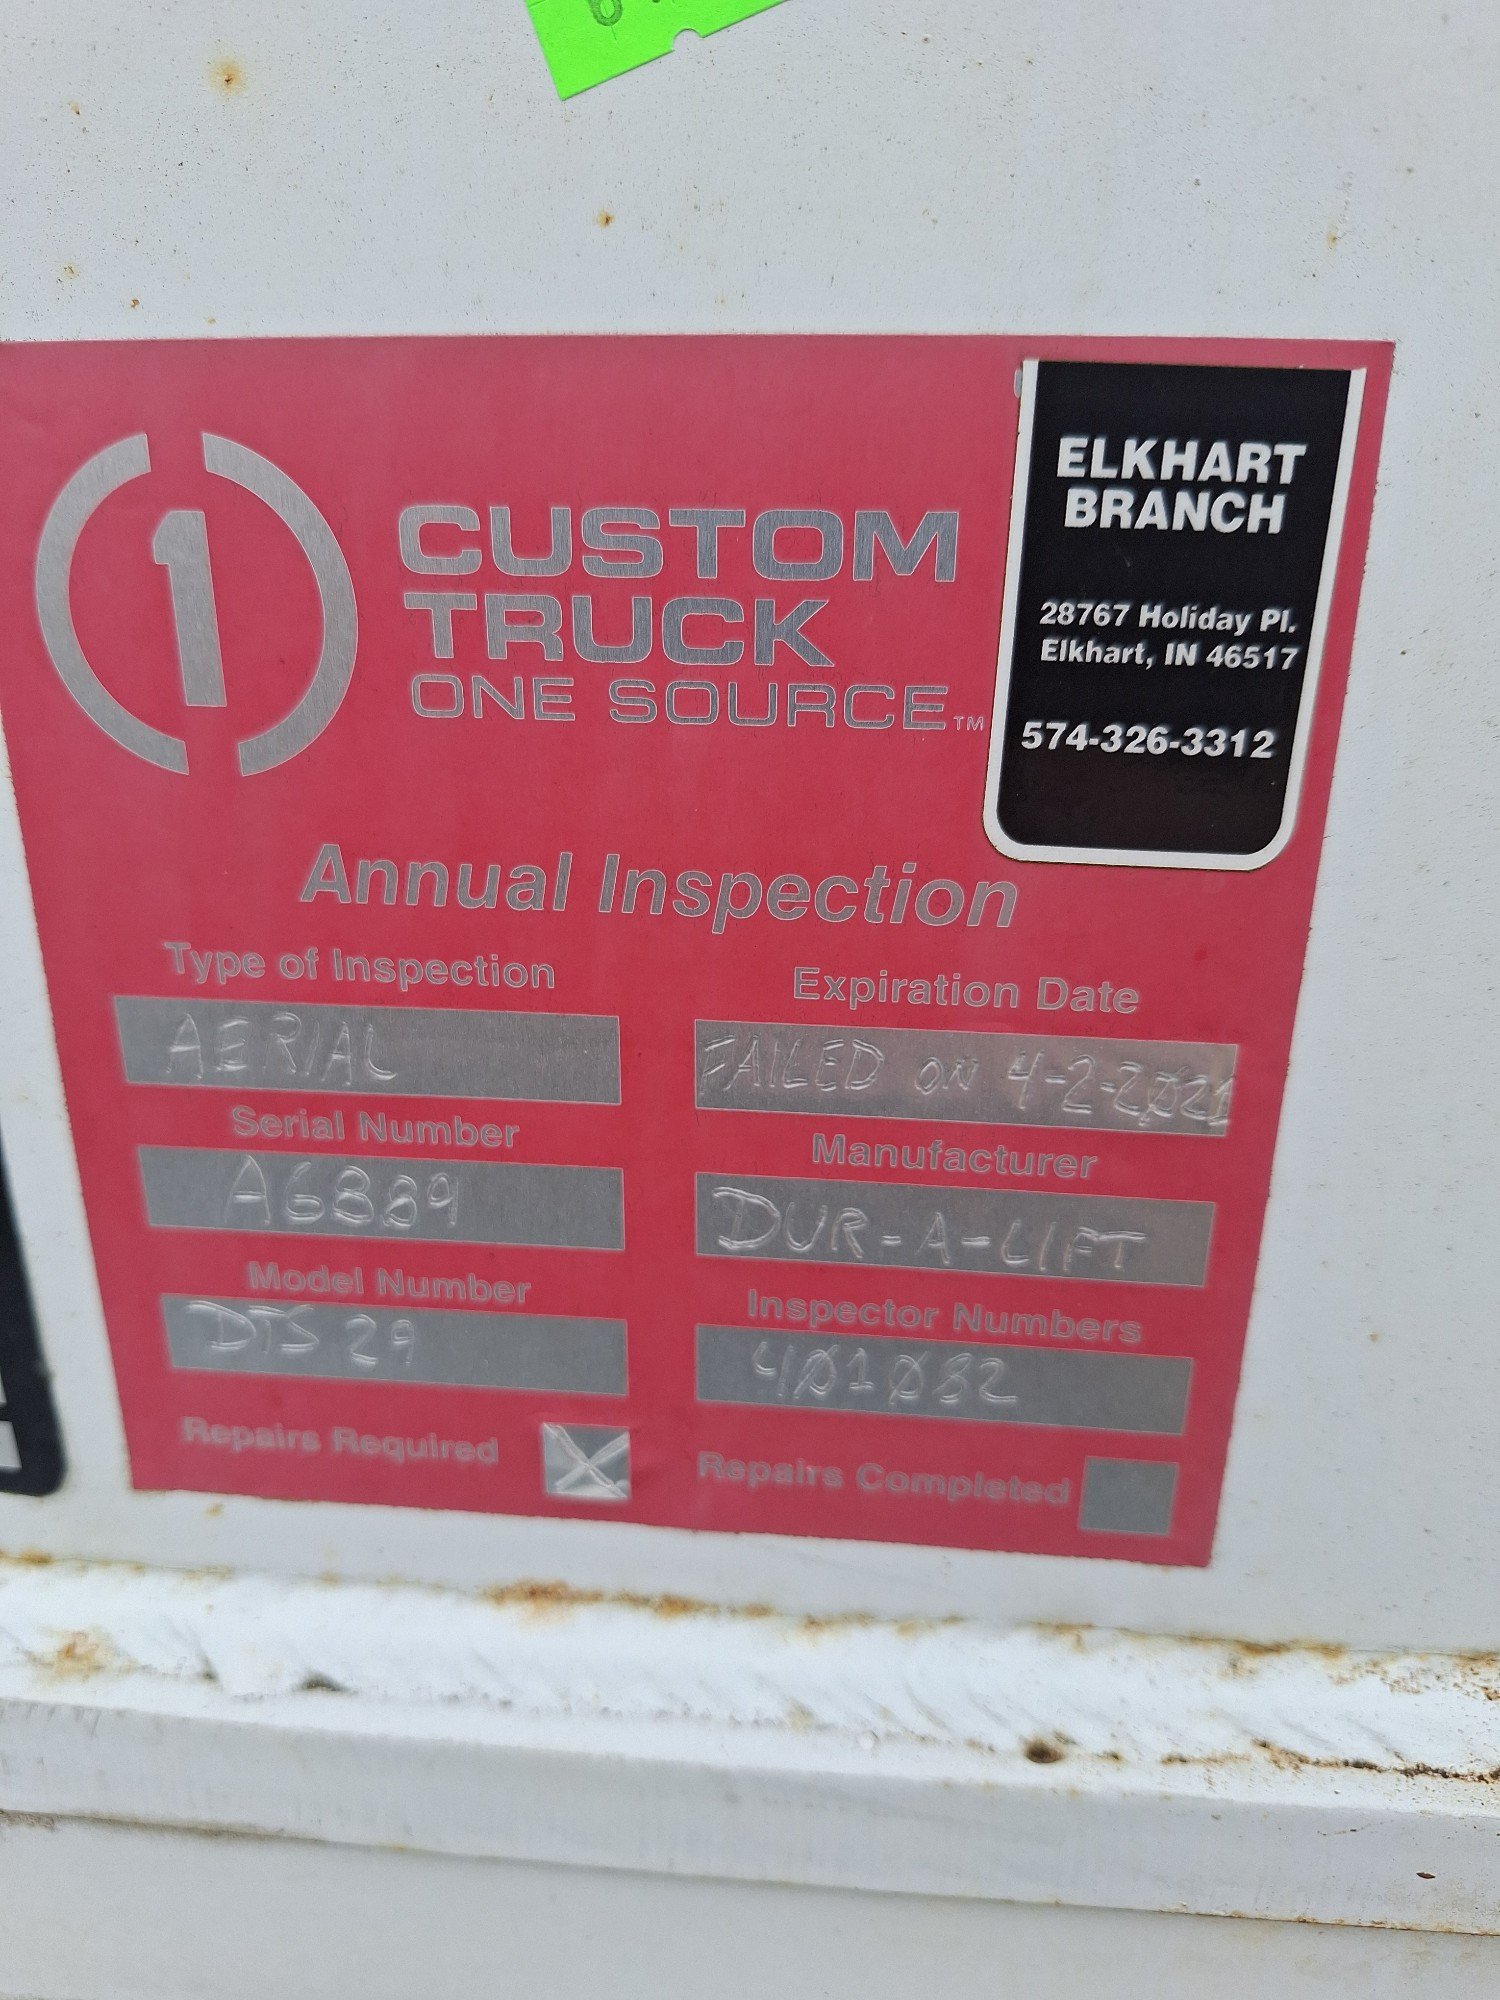 1 CUSTOM
TRUCK
ONE SOURCE™
ELKHART
BRANCH
28767 Holiday Pl.
Elkhart, IN 46517
574-326-3312
Annual Inspection
Type of Inspection
AERIAL
Expiration Date
FAILED ON 4-2-2021
Serial Number
A6889
Manufacturer
DUR-A-LIFT
Model Number
DTS 29
Inspector Numbers
401082
Repairs Required X
Repairs Completed